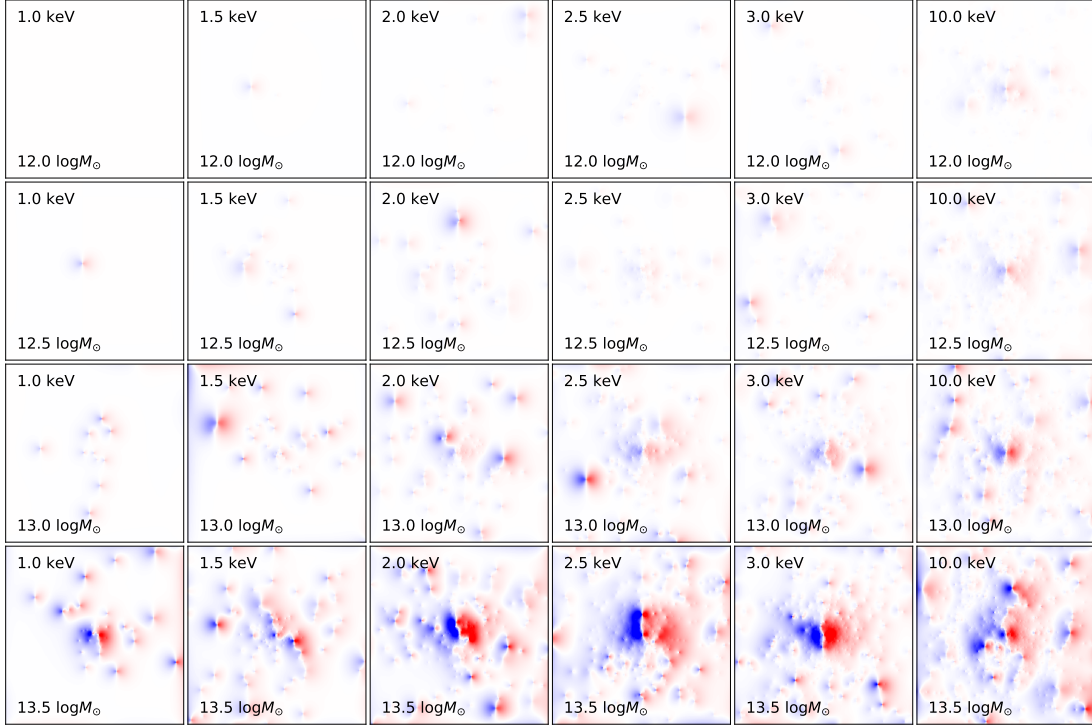 1.0 keV 1.5 keV 2.0 keV 2.5 keV 3.0 keV 10.0 keV
12.0 logM⊙ 12.0 logM⊙ 12.0 logM⊙ 12.0 logM⊙ 12.0 logM⊙ 12.0 logM⊙
1.0 keV 1.5 keV 2.0 keV 2.5 keV 3.0 keV 10.0 keV
12.5 logM⊙ 12.5 logM⊙ 12.5 logM⊙ 12.5 logM⊙ 12.5 logM⊙ 12.5 logM⊙
1.0 keV 1.5 keV 2.0 keV 2.5 keV 3.0 keV 10.0 keV
13.0 logM⊙ 13.0 logM⊙ 13.0 logM⊙ 13.0 logM⊙ 13.0 logM⊙ 13.0 logM⊙
1.0 keV 1.5 keV 2.0 keV 2.5 keV 3.0 keV 10.0 keV
13.5 logM⊙ 13.5 logM⊙ 13.5 logM⊙ 13.5 logM⊙ 13.5 logM⊙ 13.5 logM⊙